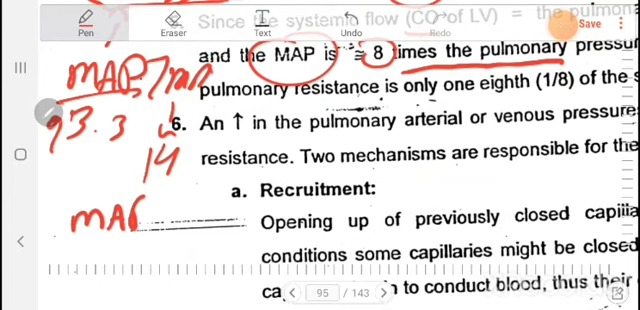 Since the systemic flow (CO of LV) = the pulmon
Pen Eraser Text Undo Redo Save
and the MAP is ≅ 8 times the pulmonary pressur
pulmonary resistance is only one eighth (1/8) of the s
MAP
93.3
14
6. An ↑ in the pulmonary arterial or venous pressure
resistance. Two mechanisms are responsible for the
a. Recruitment:
MAP
Opening up of previously closed capilla
conditions some capillaries might be closed
ca n to conduct blood, thus their
95 / 143